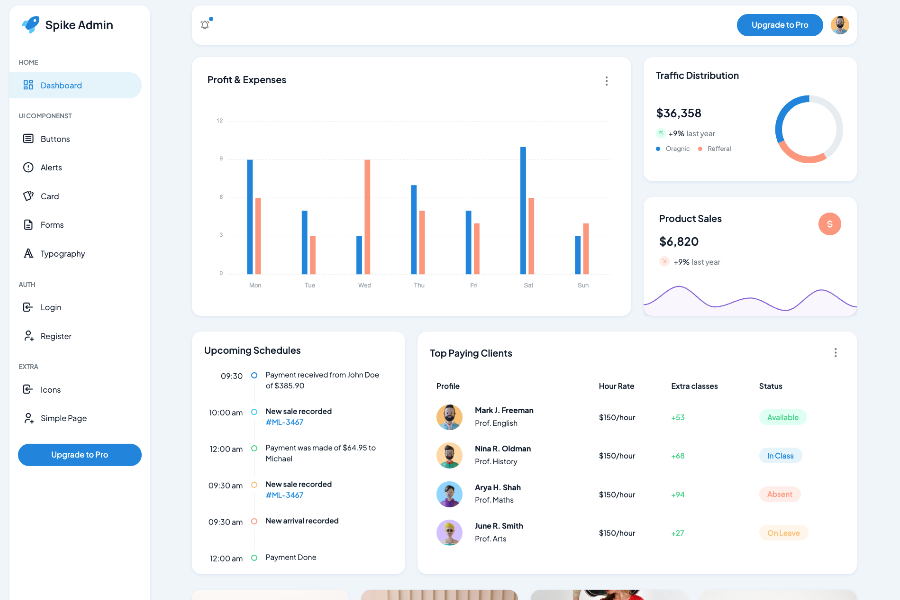 Spike Admin
HOME
Dashboard
UI COMPONENST
Buttons
Alerts
Card
Forms
Typography
AUTH
Login
Register
EXTRA
Icons
Simple Page
Upgrade to Pro
Upgrade to Pro
Profit & Expenses
12
9
6
3
0
Mon
Tue
Wed
Thu
Fri
Sat
Sun
Traffic Distribution
$36,358
+9% last year
Oragnic
Refferal
Product Sales
$
$6,820
+9% last year
Upcoming Schedules
09:30
Payment received from John Doe
of $385.90
10:00 am
New sale recorded
#ML-3467
12:00 am
Payment was made of $64.95 to
Michael
09:30 am
New sale recorded
#ML-3467
09:30 am
New arrival recorded
12:00 am
Payment Done
Top Paying Clients
Profile Hour Rate Extra classes Status
Mark J. Freeman
Prof. English
$150/hour +53 Available
Nina R. Oldman
Prof. History
$150/hour +68 In Class
Arya H. Shah
Prof. Maths
$150/hour +94 Absent
June R. Smith
Prof. Arts
$150/hour +27 On Leave